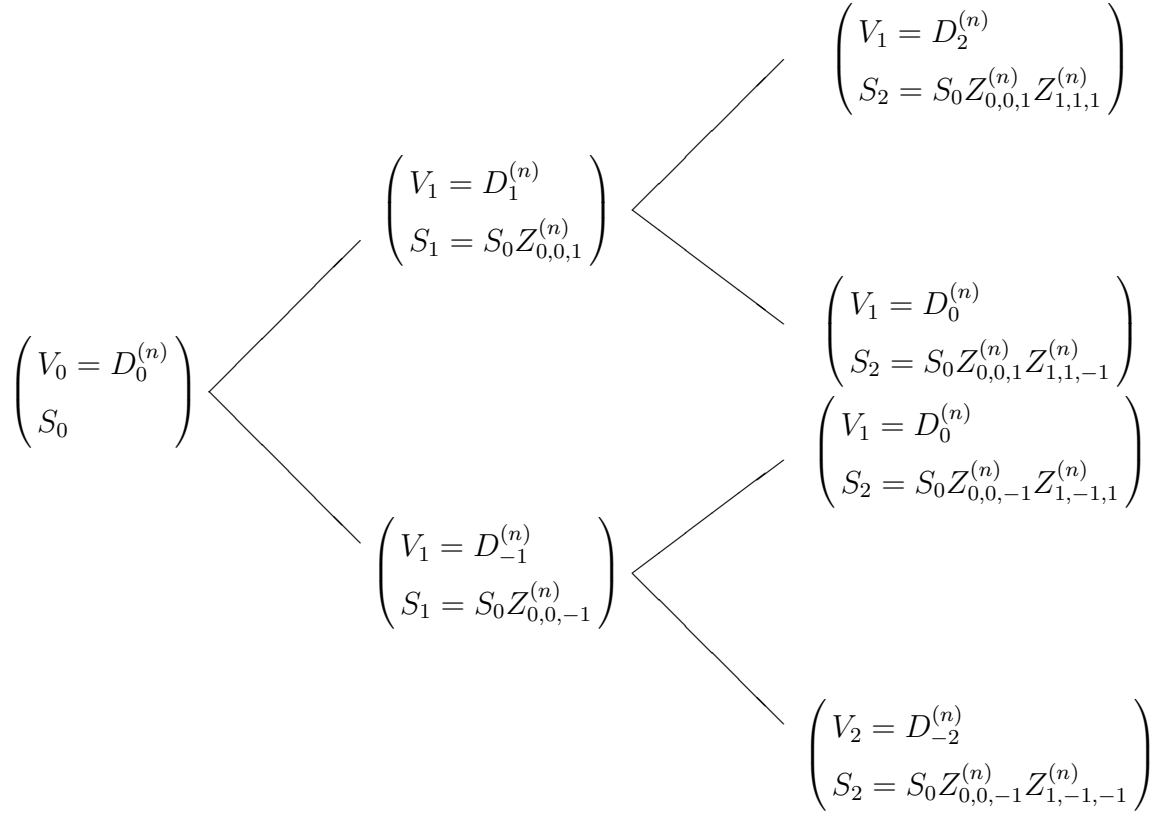 V_0 = D_0^{(n)}
S_0
V_1 = D_1^{(n)}
S_1 = S_0 Z_{0,0,1}^{(n)}
V_1 = D_{-1}^{(n)}
S_1 = S_0 Z_{0,0,-1}^{(n)}
V_1 = D_2^{(n)}
S_2 = S_0 Z_{0,0,1}^{(n)} Z_{1,1,1}^{(n)}
V_1 = D_0^{(n)}
S_2 = S_0 Z_{0,0,1}^{(n)} Z_{1,1,-1}^{(n)}
V_1 = D_0^{(n)}
S_2 = S_0 Z_{0,0,-1}^{(n)} Z_{1,-1,1}^{(n)}
V_2 = D_{-2}^{(n)}
S_2 = S_0 Z_{0,0,-1}^{(n)} Z_{1,-1,-1}^{(n)}